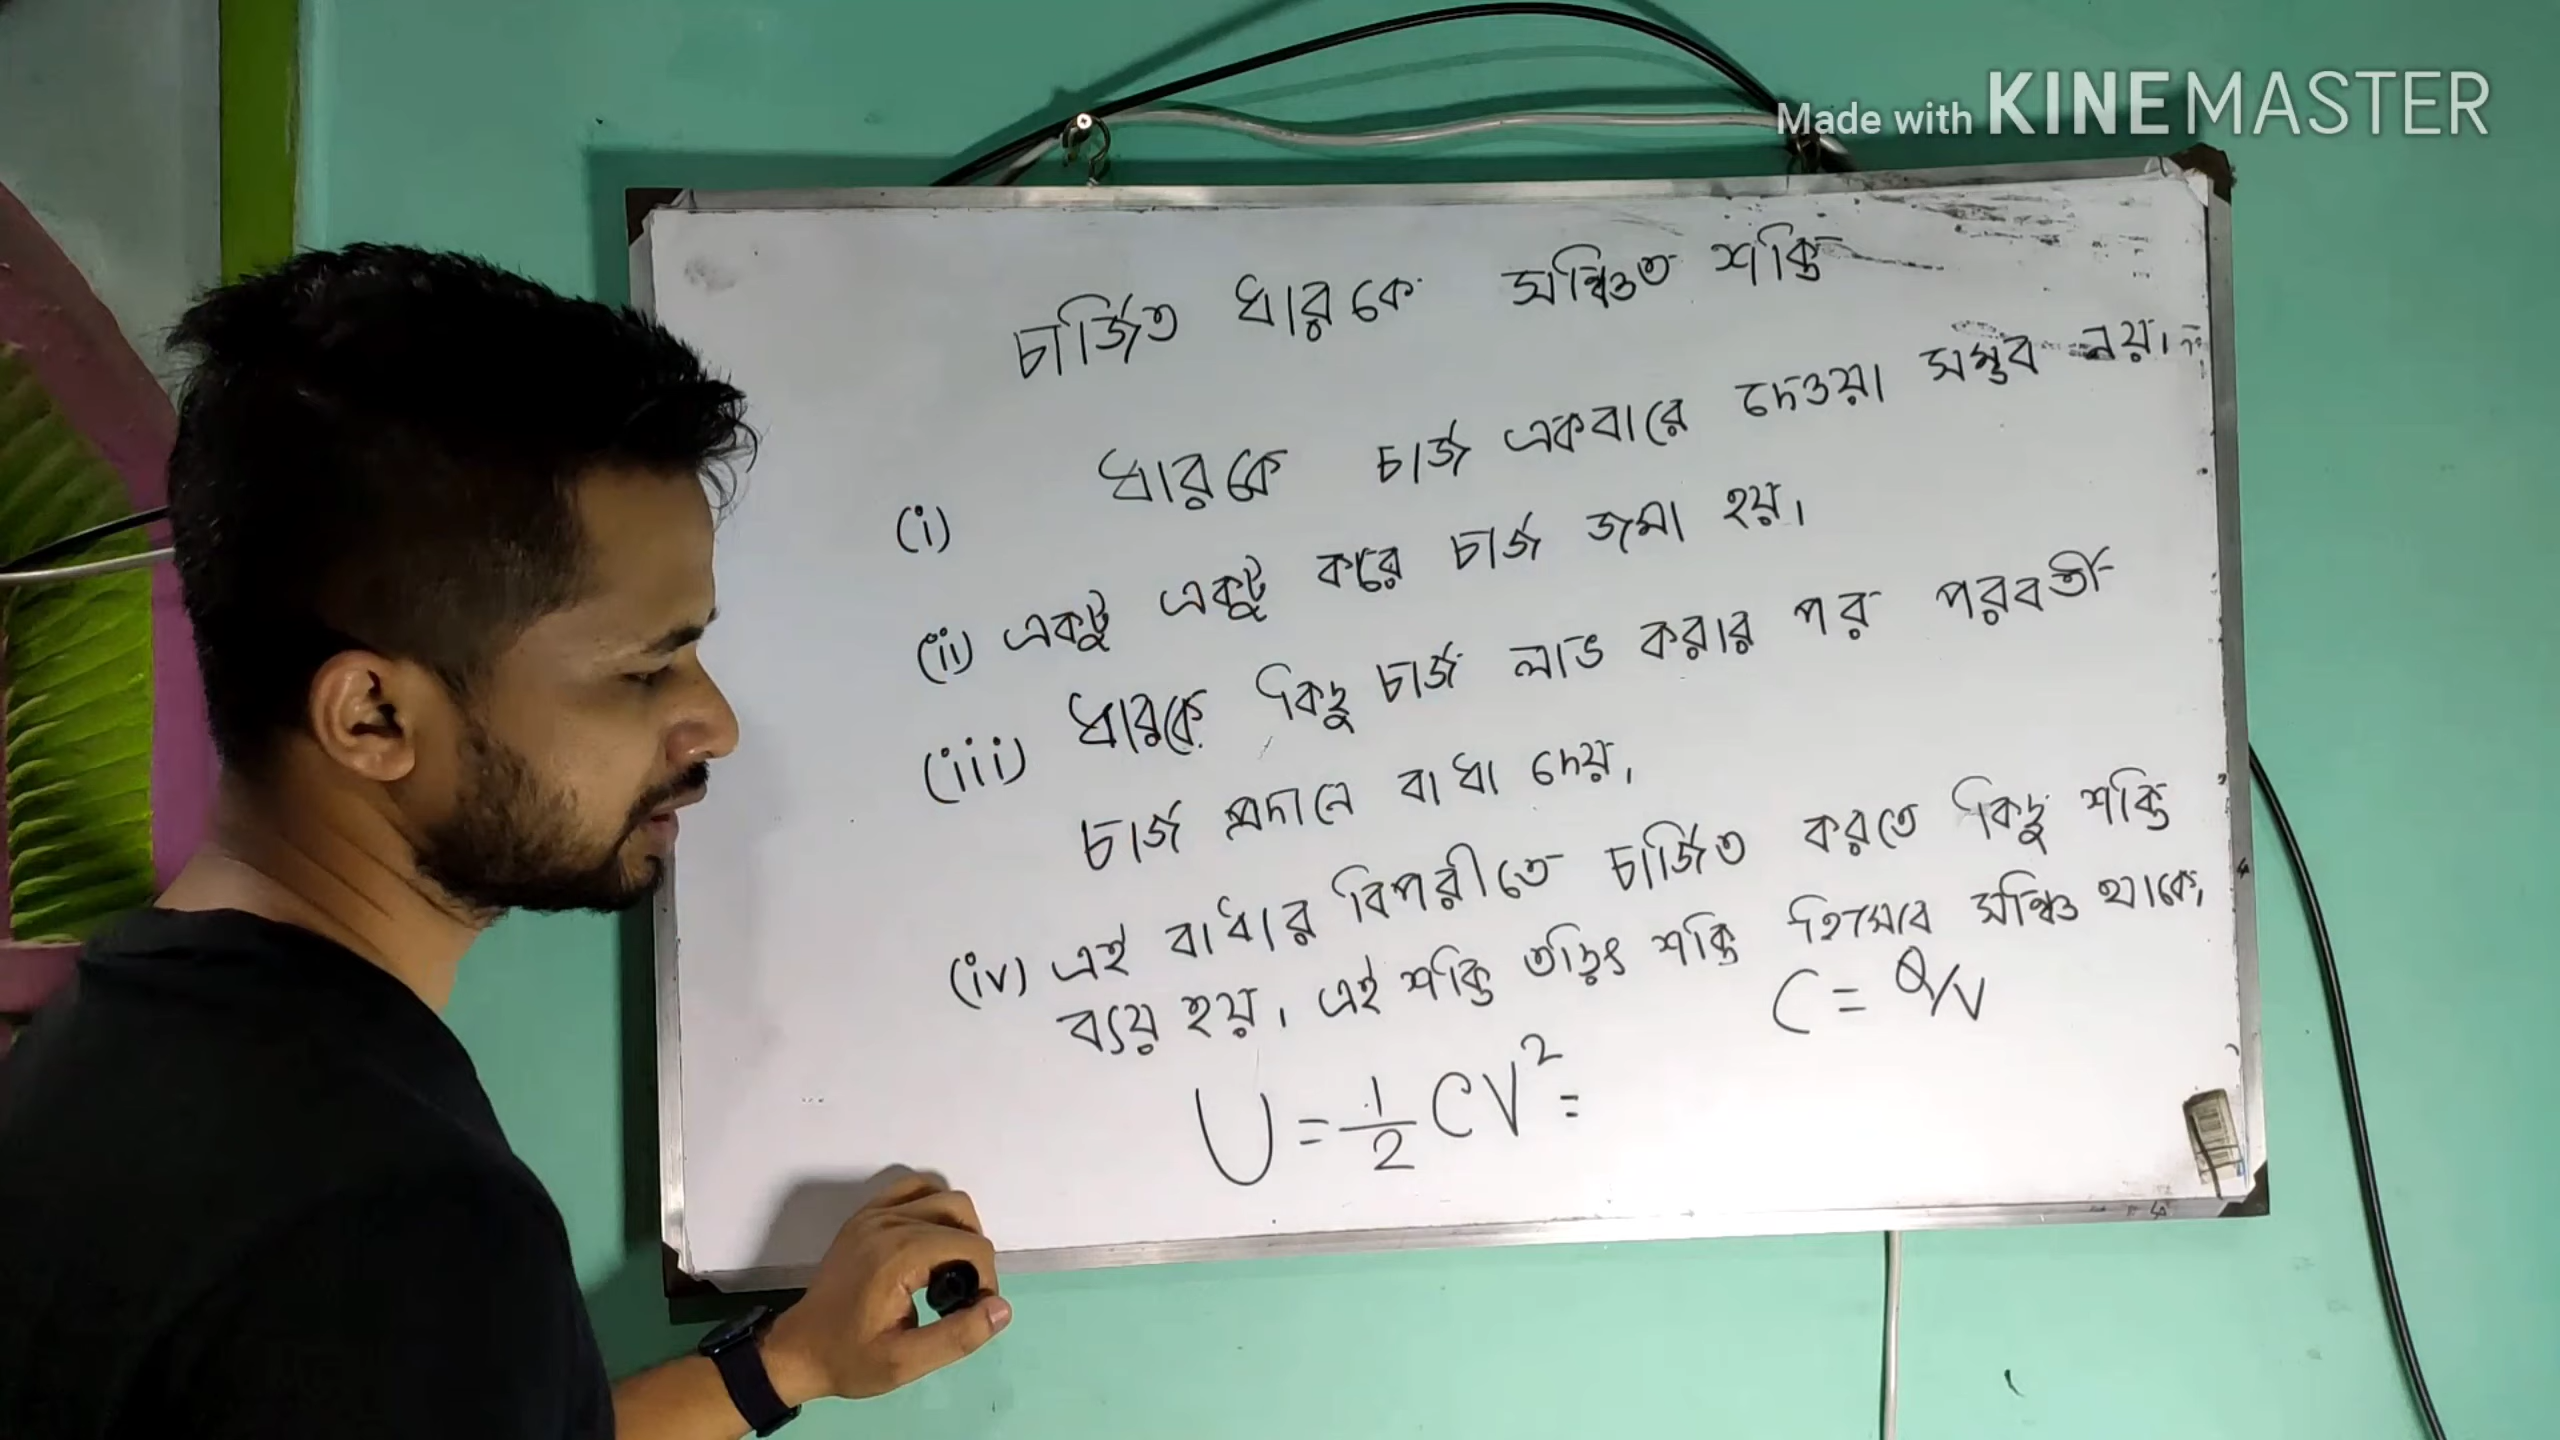 Made with KINEMASTER
চার্জিত ধারকে সঞ্চিত শক্তি
(i) ধারকে চার্জ একবারে দেওয়া সম্ভব নয়।
(ii) একটু একটু করে চার্জ জমা হয়।
(iii) ধারকে কিছু চার্জ লাভ করার পর পরবর্তী
চার্জ প্রদানে বাধা দেয়,
(iv) এই বাধার বিপরীতে চার্জিত করতে কিছু শক্তি
ব্যয় হয়। এই শক্তি তড়িৎ শক্তি হিসেবে সঞ্চিত থাকে,
C = Q/V
U = 1/2 CV² =